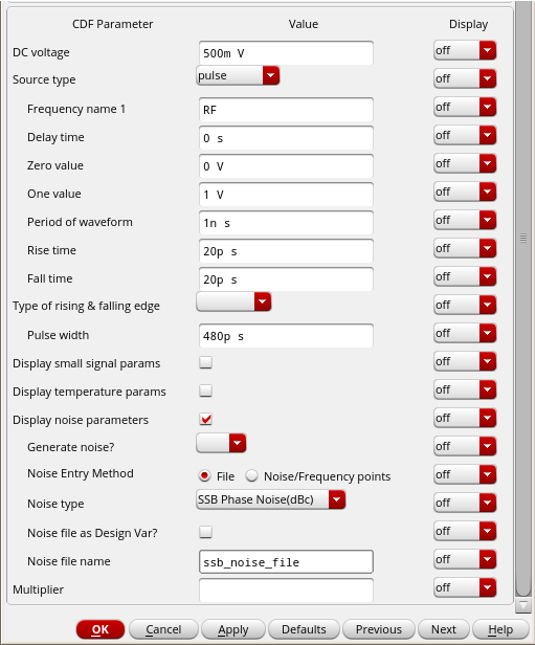 CDF Parameter Value Display
DC voltage 500m V off
Source type pulse off
Frequency name 1 RF off
Delay time 0 s off
Zero value 0 V off
One value 1 V off
Period of waveform 1n s off
Rise time 20p s off
Fall time 20p s off
Type of rising & falling edge off
Pulse width 480p s off
Display small signal params off
Display temperature params off
Display noise parameters off
Generate noise? off
Noise Entry Method File Noise/Frequency points off
Noise type SSB Phase Noise(dBc) off
Noise file as Design Var? off
Noise file name ssb_noise_file off
Multiplier off
OK Cancel Apply Defaults Previous Next Help